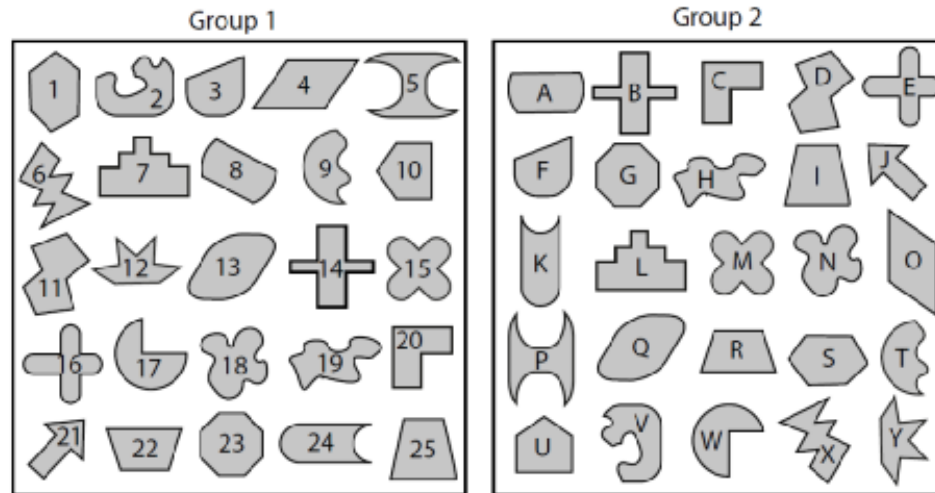 Group 1
Group 2
1 2 3 4 5
6 7 8 9 10
11 12 13 14 15
16 17 18 19 20
21 22 23 24 25
A B C D E
F G H I J
K L M N O
P Q R S T
U V W X Y